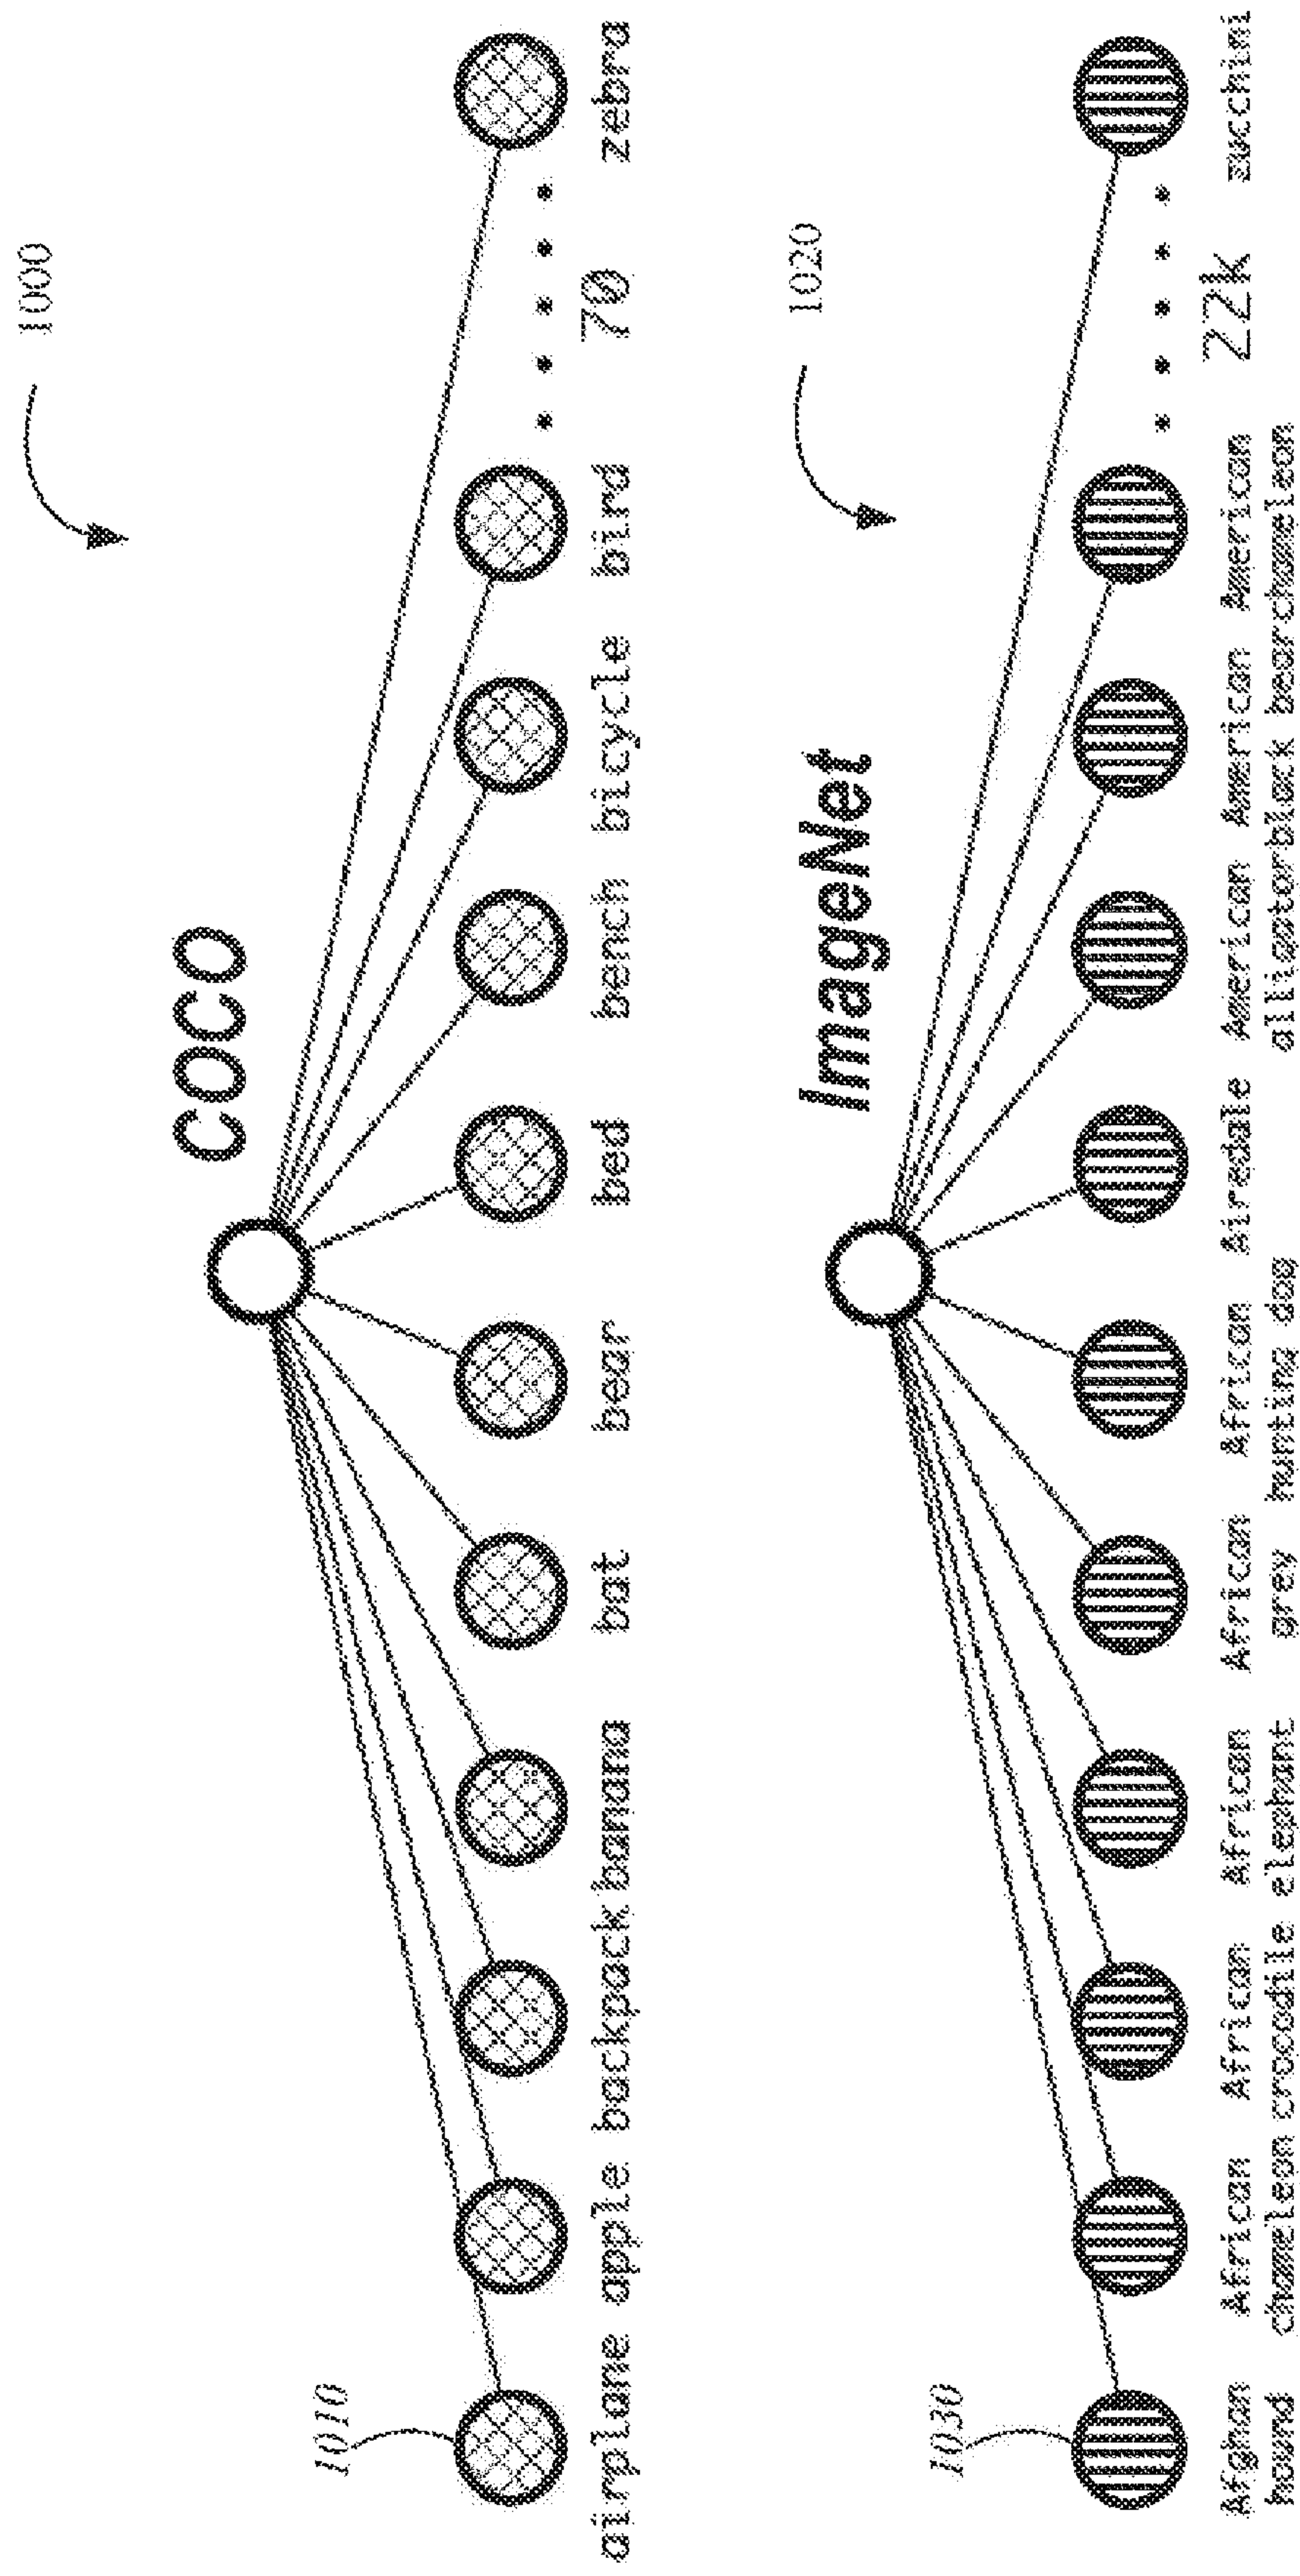 1000
COCO
1010
airplane apple backpack banana bat bear bed bench bicycle bird 70 zebra
1020
ImageNet
1030
Afghan African African African African African Airedale American American American 22k zucchini
hound chameleon crocodile elephant grey hunting dog alligator black bear chameleon